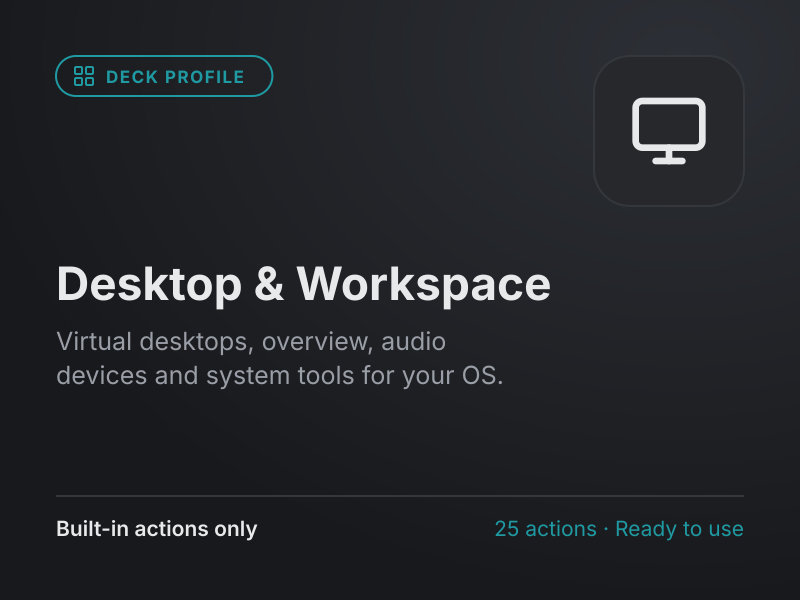 DECK PROFILE
Desktop & Workspace
Virtual desktops, overview, audio
devices and system tools for your OS.
Built-in actions only
25 actions · Ready to use